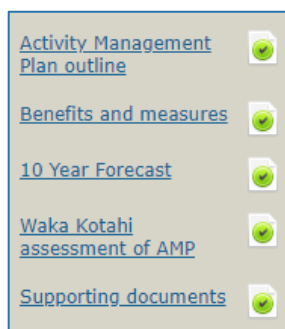 Activity Management
Plan outline
Benefits and measures
10 Year Forecast
Waka Kotahi
assessment of AMP
Supporting documents